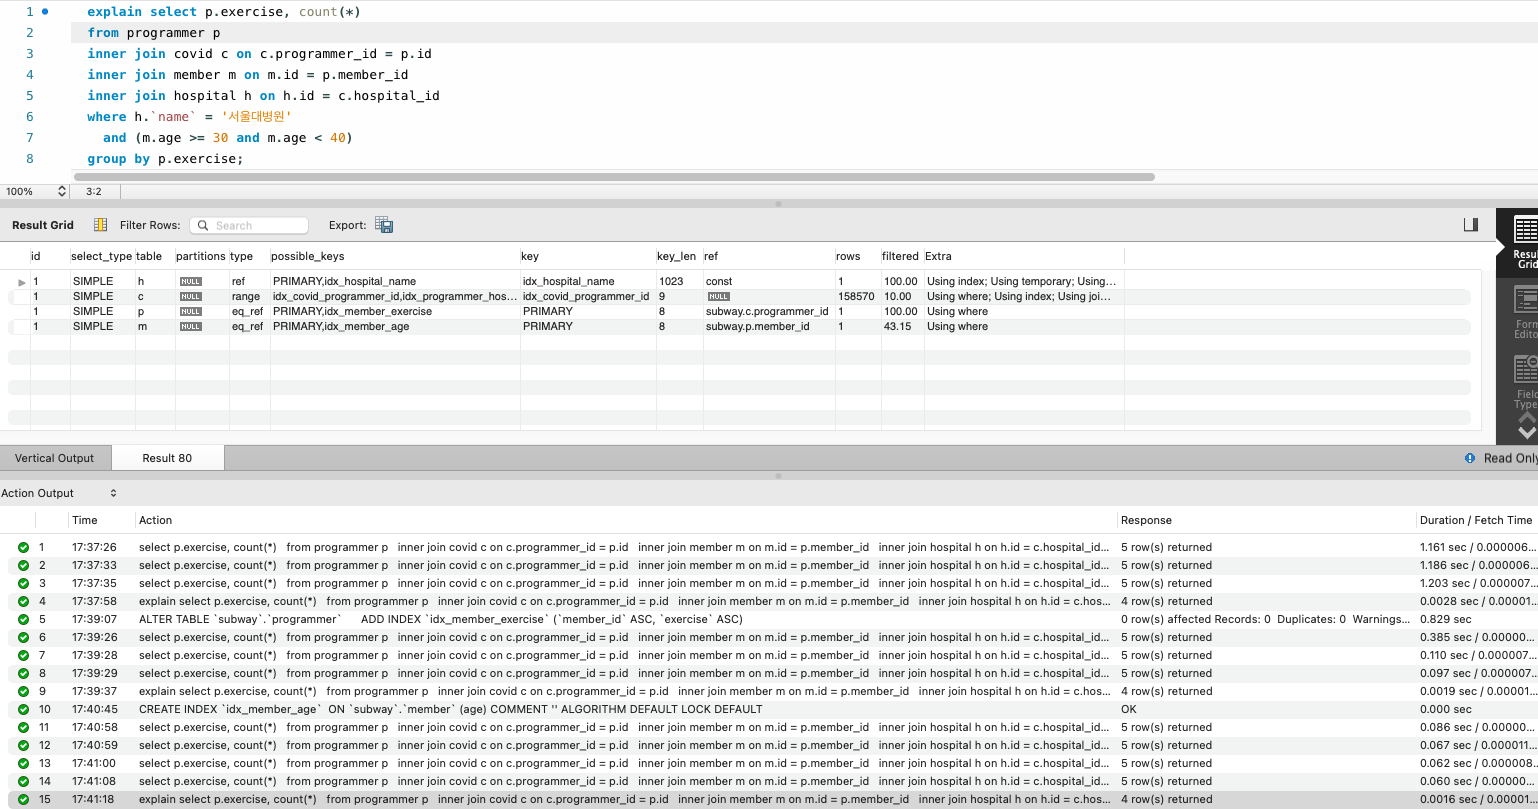 1 explain select p.exercise, count(*)
2 from programmer p
3 inner join covid c on c.programmer_id = p.id
4 inner join member m on m.id = p.member_id
5 inner join hospital h on h.id = c.hospital_id
6 where h.`name` = '서울대병원'
7 and (m.age >= 30 and m.age < 40)
8 group by p.exercise;
100% 3:2
Result Grid Filter Rows: Search Export:
id select_type table partitions type possible_keys key key_len ref rows filtered Extra
1 SIMPLE h NULL ref PRIMARY,idx_hospital_name idx_hospital_name 1023 const 1 100.00 Using index; Using temporary; Using...
1 SIMPLE c NULL range idx_covid_programmer_id,idx_programmer_hos... idx_covid_programmer_id 9 NULL 158570 10.00 Using where; Using index; Using joi...
1 SIMPLE p NULL eq_ref PRIMARY,idx_member_exercise PRIMARY 8 subway.c.programmer_id 1 100.00 Using where
1 SIMPLE m NULL eq_ref PRIMARY,idx_member_age PRIMARY 8 subway.p.member_id 1 43.15 Using where
Resul
Grid
Form
Edito
Field
Type
Vertical Output Result 80 Read Only
Action Output
Time Action Response Duration / Fetch Time
1 17:37:26 select p.exercise, count(*) from programmer p inner join covid c on c.programmer_id = p.id inner join member m on m.id = p.member_id inner join hospital h on h.id = c.hospital_id... 5 row(s) returned 1.161 sec / 0.000006...
2 17:37:33 select p.exercise, count(*) from programmer p inner join covid c on c.programmer_id = p.id inner join member m on m.id = p.member_id inner join hospital h on h.id = c.hospital_id... 5 row(s) returned 1.186 sec / 0.000006...
3 17:37:35 select p.exercise, count(*) from programmer p inner join covid c on c.programmer_id = p.id inner join member m on m.id = p.member_id inner join hospital h on h.id = c.hospital_id... 5 row(s) returned 1.203 sec / 0.000007...
4 17:37:58 explain select p.exercise, count(*) from programmer p inner join covid c on c.programmer_id = p.id inner join member m on m.id = p.member_id inner join hospital h on h.id = c.hos... 4 row(s) returned 0.0028 sec / 0.00001...
5 17:39:07 ALTER TABLE `subway`.`programmer` ADD INDEX `idx_member_exercise` (`member_id` ASC, `exercise` ASC) 0 row(s) affected Records: 0 Duplicates: 0 Warnings... 0.829 sec
6 17:39:26 select p.exercise, count(*) from programmer p inner join covid c on c.programmer_id = p.id inner join member m on m.id = p.member_id inner join hospital h on h.id = c.hospital_id... 5 row(s) returned 0.385 sec / 0.00000...
7 17:39:28 select p.exercise, count(*) from programmer p inner join covid c on c.programmer_id = p.id inner join member m on m.id = p.member_id inner join hospital h on h.id = c.hospital_id... 5 row(s) returned 0.110 sec / 0.000007...
8 17:39:29 select p.exercise, count(*) from programmer p inner join covid c on c.programmer_id = p.id inner join member m on m.id = p.member_id inner join hospital h on h.id = c.hospital_id... 5 row(s) returned 0.097 sec / 0.000007...
9 17:39:37 explain select p.exercise, count(*) from programmer p inner join covid c on c.programmer_id = p.id inner join member m on m.id = p.member_id inner join hospital h on h.id = c.hos... 4 row(s) returned 0.0019 sec / 0.00001...
10 17:40:45 CREATE INDEX `idx_member_age` ON `subway`.`member` (age) COMMENT '' ALGORITHM DEFAULT LOCK DEFAULT OK 0.000 sec
11 17:40:58 select p.exercise, count(*) from programmer p inner join covid c on c.programmer_id = p.id inner join member m on m.id = p.member_id inner join hospital h on h.id = c.hospital_id... 5 row(s) returned 0.086 sec / 0.00000...
12 17:40:59 select p.exercise, count(*) from programmer p inner join covid c on c.programmer_id = p.id inner join member m on m.id = p.member_id inner join hospital h on h.id = c.hospital_id... 5 row(s) returned 0.067 sec / 0.000011...
13 17:41:00 select p.exercise, count(*) from programmer p inner join covid c on c.programmer_id = p.id inner join member m on m.id = p.member_id inner join hospital h on h.id = c.hospital_id... 5 row(s) returned 0.062 sec / 0.000008...
14 17:41:08 select p.exercise, count(*) from programmer p inner join covid c on c.programmer_id = p.id inner join member m on m.id = p.member_id inner join hospital h on h.id = c.hospital_id... 5 row(s) returned 0.060 sec / 0.00000...
15 17:41:18 explain select p.exercise, count(*) from programmer p inner join covid c on c.programmer_id = p.id inner join member m on m.id = p.member_id inner join hospital h on h.id = c.hos... 4 row(s) returned 0.0016 sec / 0.00001...